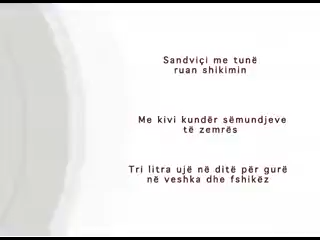 Sandviçi me tunë
ruan shikimin
Me kivi kundër sëmundjeve
të zemrës
Tri litra ujë në ditë për gurë
në veshka dhe fshikëz